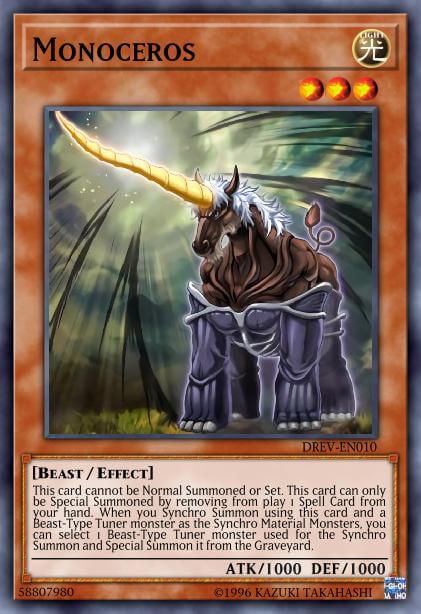 MONOCEROS
LIGHT
光
DREV-EN010
[BEAST / EFFECT]
This card cannot be Normal Summoned or Set. This card can only
be Special Summoned by removing from play 1 Spell Card from
your hand. When you Synchro Summon using this card and a
Beast-Type Tuner monster as the Synchro Material Monsters, you
can select 1 Beast-Type Tuner monster used for the Synchro
Summon and Special Summon it from the Graveyard.
ATK/1000 DEF/1000
58807980
©1996 KAZUKI TAKAHASHI